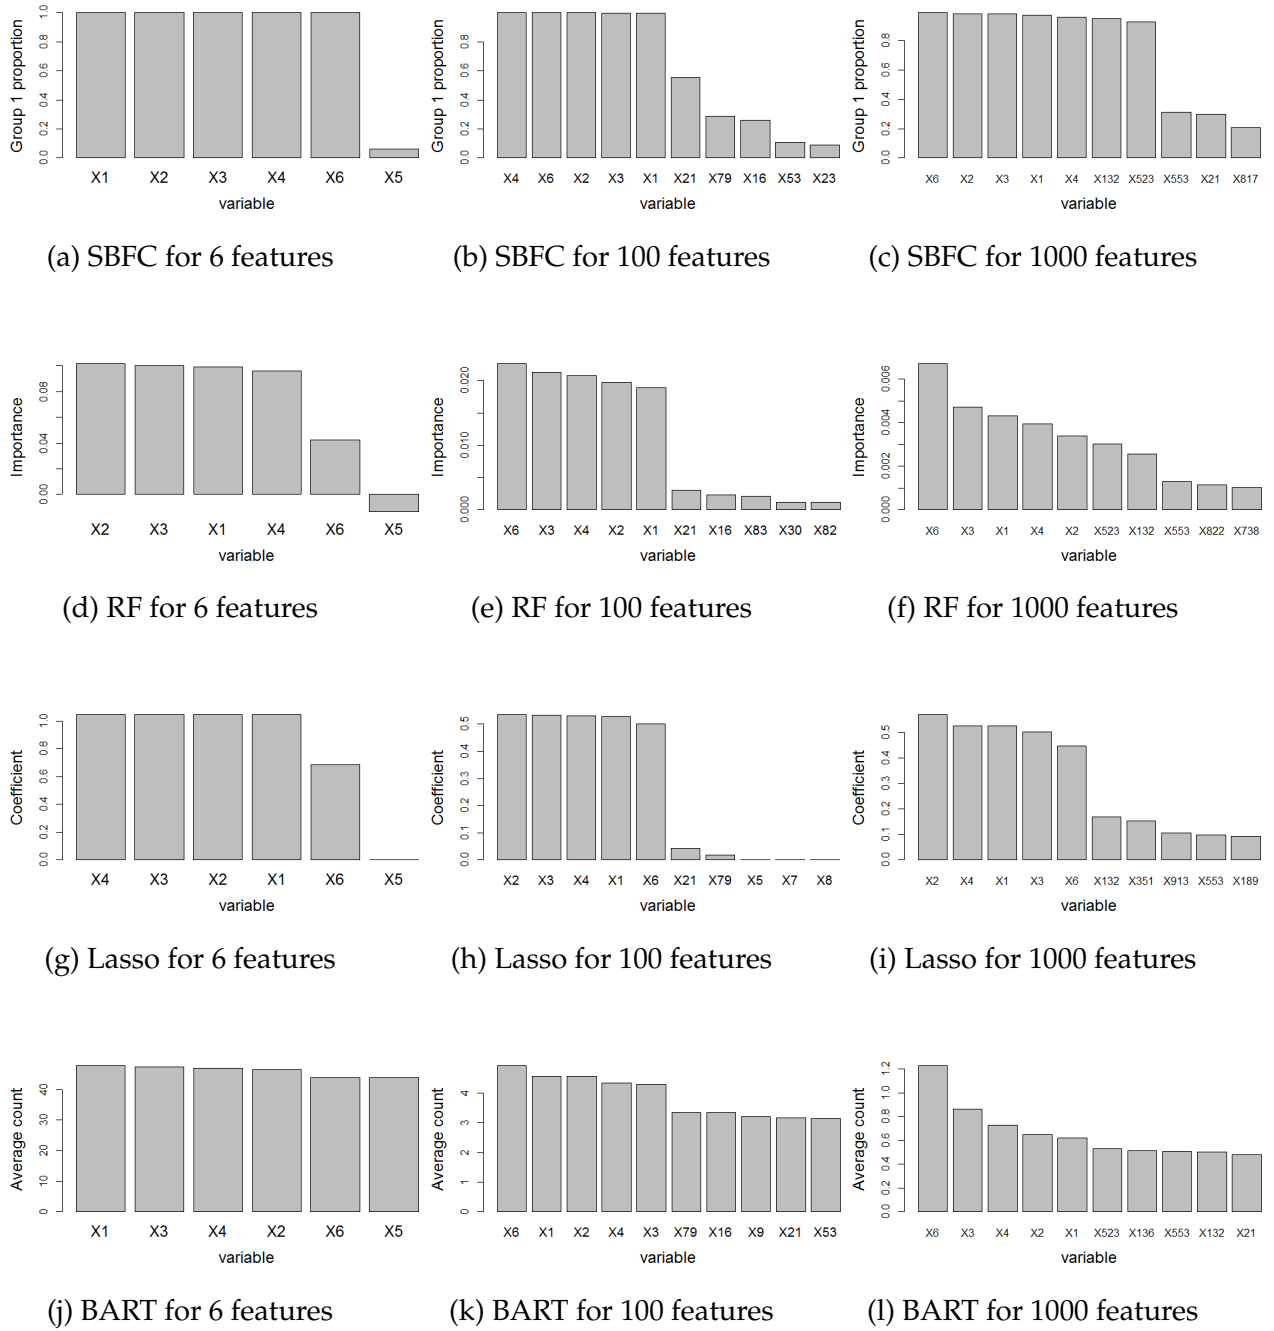 Group 1 proportion
0.0 0.2 0.4 0.6 0.8 1.0
X1 X2 X3 X4 X6 X5
variable
(a) SBFC for 6 features
Group 1 proportion
0.0 0.2 0.4 0.6 0.8
X4 X6 X2 X3 X1 X21 X79 X16 X53 X23
variable
(b) SBFC for 100 features
Group 1 proportion
0.0 0.2 0.4 0.6 0.8
X6 X2 X3 X1 X4 X132 X523 X553 X21 X817
variable
(c) SBFC for 1000 features
Importance
0.00 0.04 0.08
X2 X3 X1 X4 X6 X5
variable
(d) RF for 6 features
Importance
0.000 0.010 0.020
X6 X3 X4 X2 X1 X21 X16 X83 X30 X82
variable
(e) RF for 100 features
Importance
0.000 0.002 0.004 0.006
X6 X3 X1 X4 X2 X523 X132 X553 X822 X738
variable
(f) RF for 1000 features
Coefficient
0.0 0.2 0.4 0.6 0.8 1.0
X4 X3 X2 X1 X6 X5
variable
(g) Lasso for 6 features
Coefficient
0.0 0.1 0.2 0.3 0.4 0.5
X2 X3 X4 X1 X6 X21 X79 X5 X7 X8
variable
(h) Lasso for 100 features
Coefficient
0.0 0.1 0.2 0.3 0.4 0.5
X2 X4 X1 X3 X6 X132 X351 X913 X553 X189
variable
(i) Lasso for 1000 features
Average count
0 10 20 30 40
X1 X3 X4 X2 X6 X5
variable
(j) BART for 6 features
Average count
0 1 2 3 4
X6 X1 X2 X4 X3 X79 X16 X9 X21 X53
variable
(k) BART for 100 features
Average count
0.0 0.2 0.4 0.6 0.8 1.0 1.2
X6 X3 X4 X2 X1 X523 X136 X553 X132 X21
variable
(l) BART for 1000 features